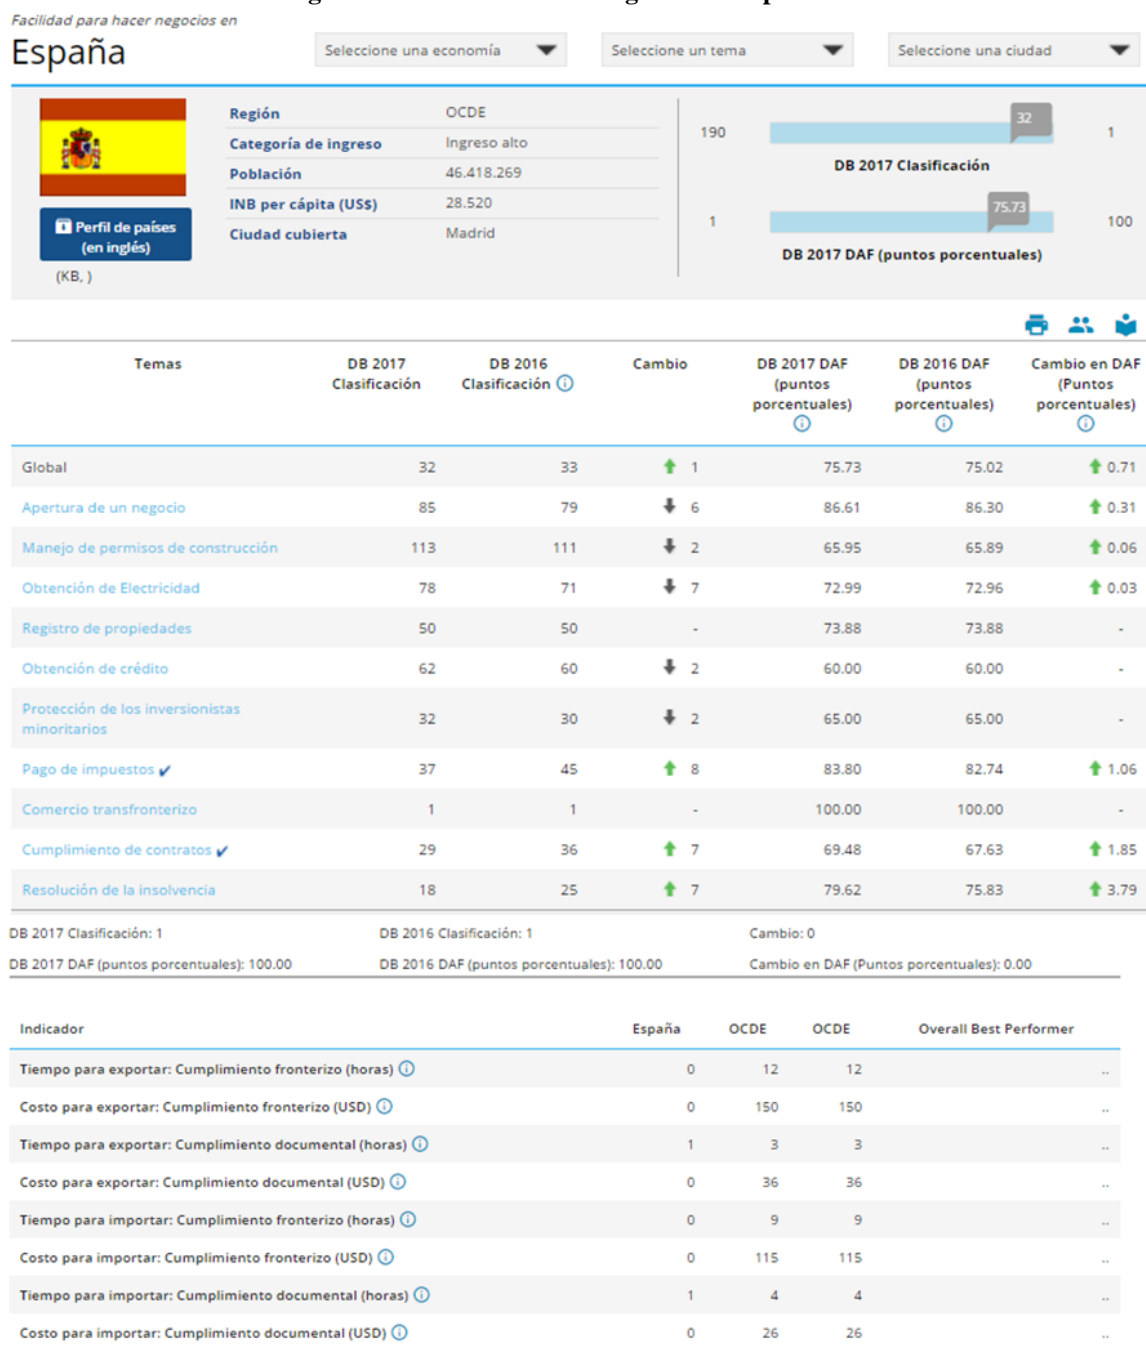 Facilidad para hacer negocios en
España
Seleccione una economía
Seleccione un tema
Seleccione una ciudad
Región OCDE
Categoría de ingreso Ingreso alto
Población 46.418.269
INB per cápita (US$) 28.520
Ciudad cubierta Madrid
Perfil de países
(en inglés)
(KB, )
190 32 1
DB 2017 Clasificación
1 75.73 100
DB 2017 DAF (puntos porcentuales)
Temas DB 2017 Clasificación DB 2016 Clasificación Cambio DB 2017 DAF (puntos porcentuales) DB 2016 DAF (puntos porcentuales) Cambio en DAF (Puntos porcentuales)
Global 32 33 1 75.73 75.02 0.71
Apertura de un negocio 85 79 6 86.61 86.30 0.31
Manejo de permisos de construcción 113 111 2 65.95 65.89 0.06
Obtención de Electricidad 78 71 7 72.99 72.96 0.03
Registro de propiedades 50 50 - 73.88 73.88 -
Obtención de crédito 62 60 2 60.00 60.00 -
Protección de los inversionistas
minoritarios 32 30 2 65.00 65.00 -
Pago de impuestos ✔ 37 45 8 83.80 82.74 1.06
Comercio transfronterizo 1 1 - 100.00 100.00 -
Cumplimiento de contratos ✔ 29 36 7 69.48 67.63 1.85
Resolución de la insolvencia 18 25 7 79.62 75.83 3.79
DB 2017 Clasificación: 1 DB 2016 Clasificación: 1 Cambio: 0
DB 2017 DAF (puntos porcentuales): 100.00 DB 2016 DAF (puntos porcentuales): 100.00 Cambio en DAF (Puntos porcentuales): 0.00
Indicador España OCDE OCDE Overall Best Performer
Tiempo para exportar: Cumplimiento fronterizo (horas) 0 12 12 ..
Costo para exportar: Cumplimiento fronterizo (USD) 0 150 150 ..
Tiempo para exportar: Cumplimiento documental (horas) 1 3 3 ..
Costo para exportar: Cumplimiento documental (USD) 0 36 36 ..
Tiempo para importar: Cumplimiento fronterizo (horas) 0 9 9 ..
Costo para importar: Cumplimiento fronterizo (USD) 0 115 115 ..
Tiempo para importar: Cumplimiento documental (horas) 1 4 4 ..
Costo para importar: Cumplimiento documental (USD) 0 26 26 ..